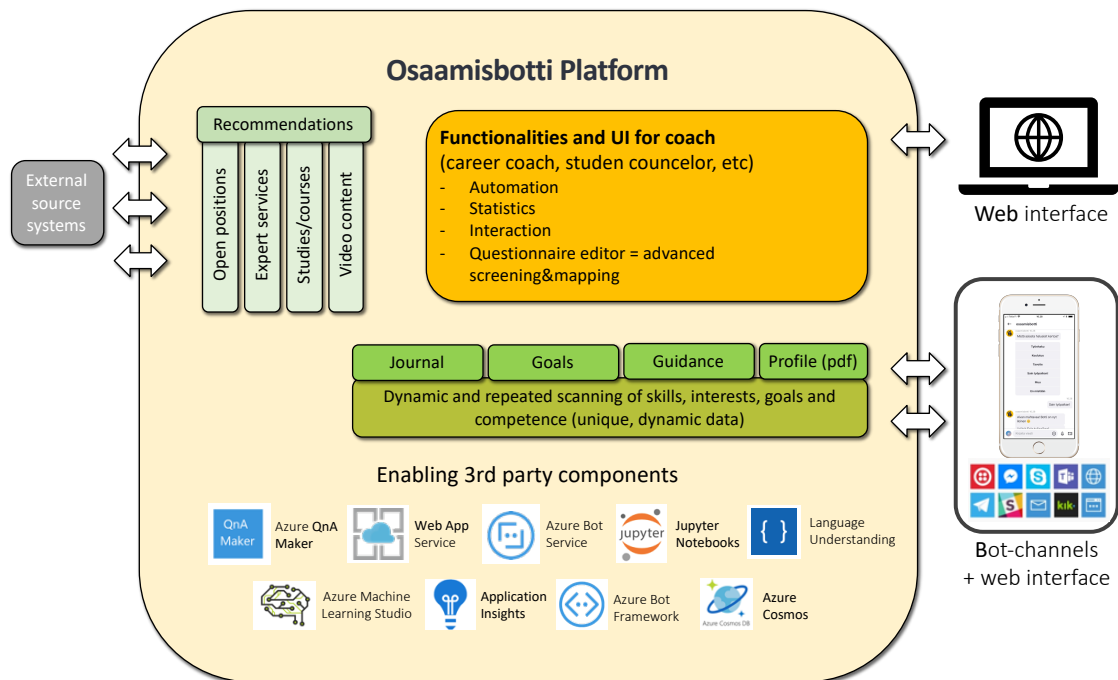 Osaamisbotti Platform
Recommendations
Open positions
Expert services
Studies/courses
Video content
External
source
systems
Functionalities and UI for coach
(career coach, studen councelor, etc)
- Automation
- Statistics
- Interaction
- Questionnaire editor = advanced
screening&mapping
Web interface
Journal
Goals
Guidance
Profile (pdf)
Dynamic and repeated scanning of skills, interests, goals and
competence (unique, dynamic data)
osaamisbotti
kik·
Bot-channels
+ web interface
Enabling 3rd party components
QnA
Maker
Azure QnA
Maker
Web App
Service
Azure Bot
Service
jupyter
Jupyter
Notebooks
{ }
Language
Understanding
Azure Machine
Learning Studio
Application
Insights
Azure Bot
Framework
Azure Cosmos DB
Azure
Cosmos